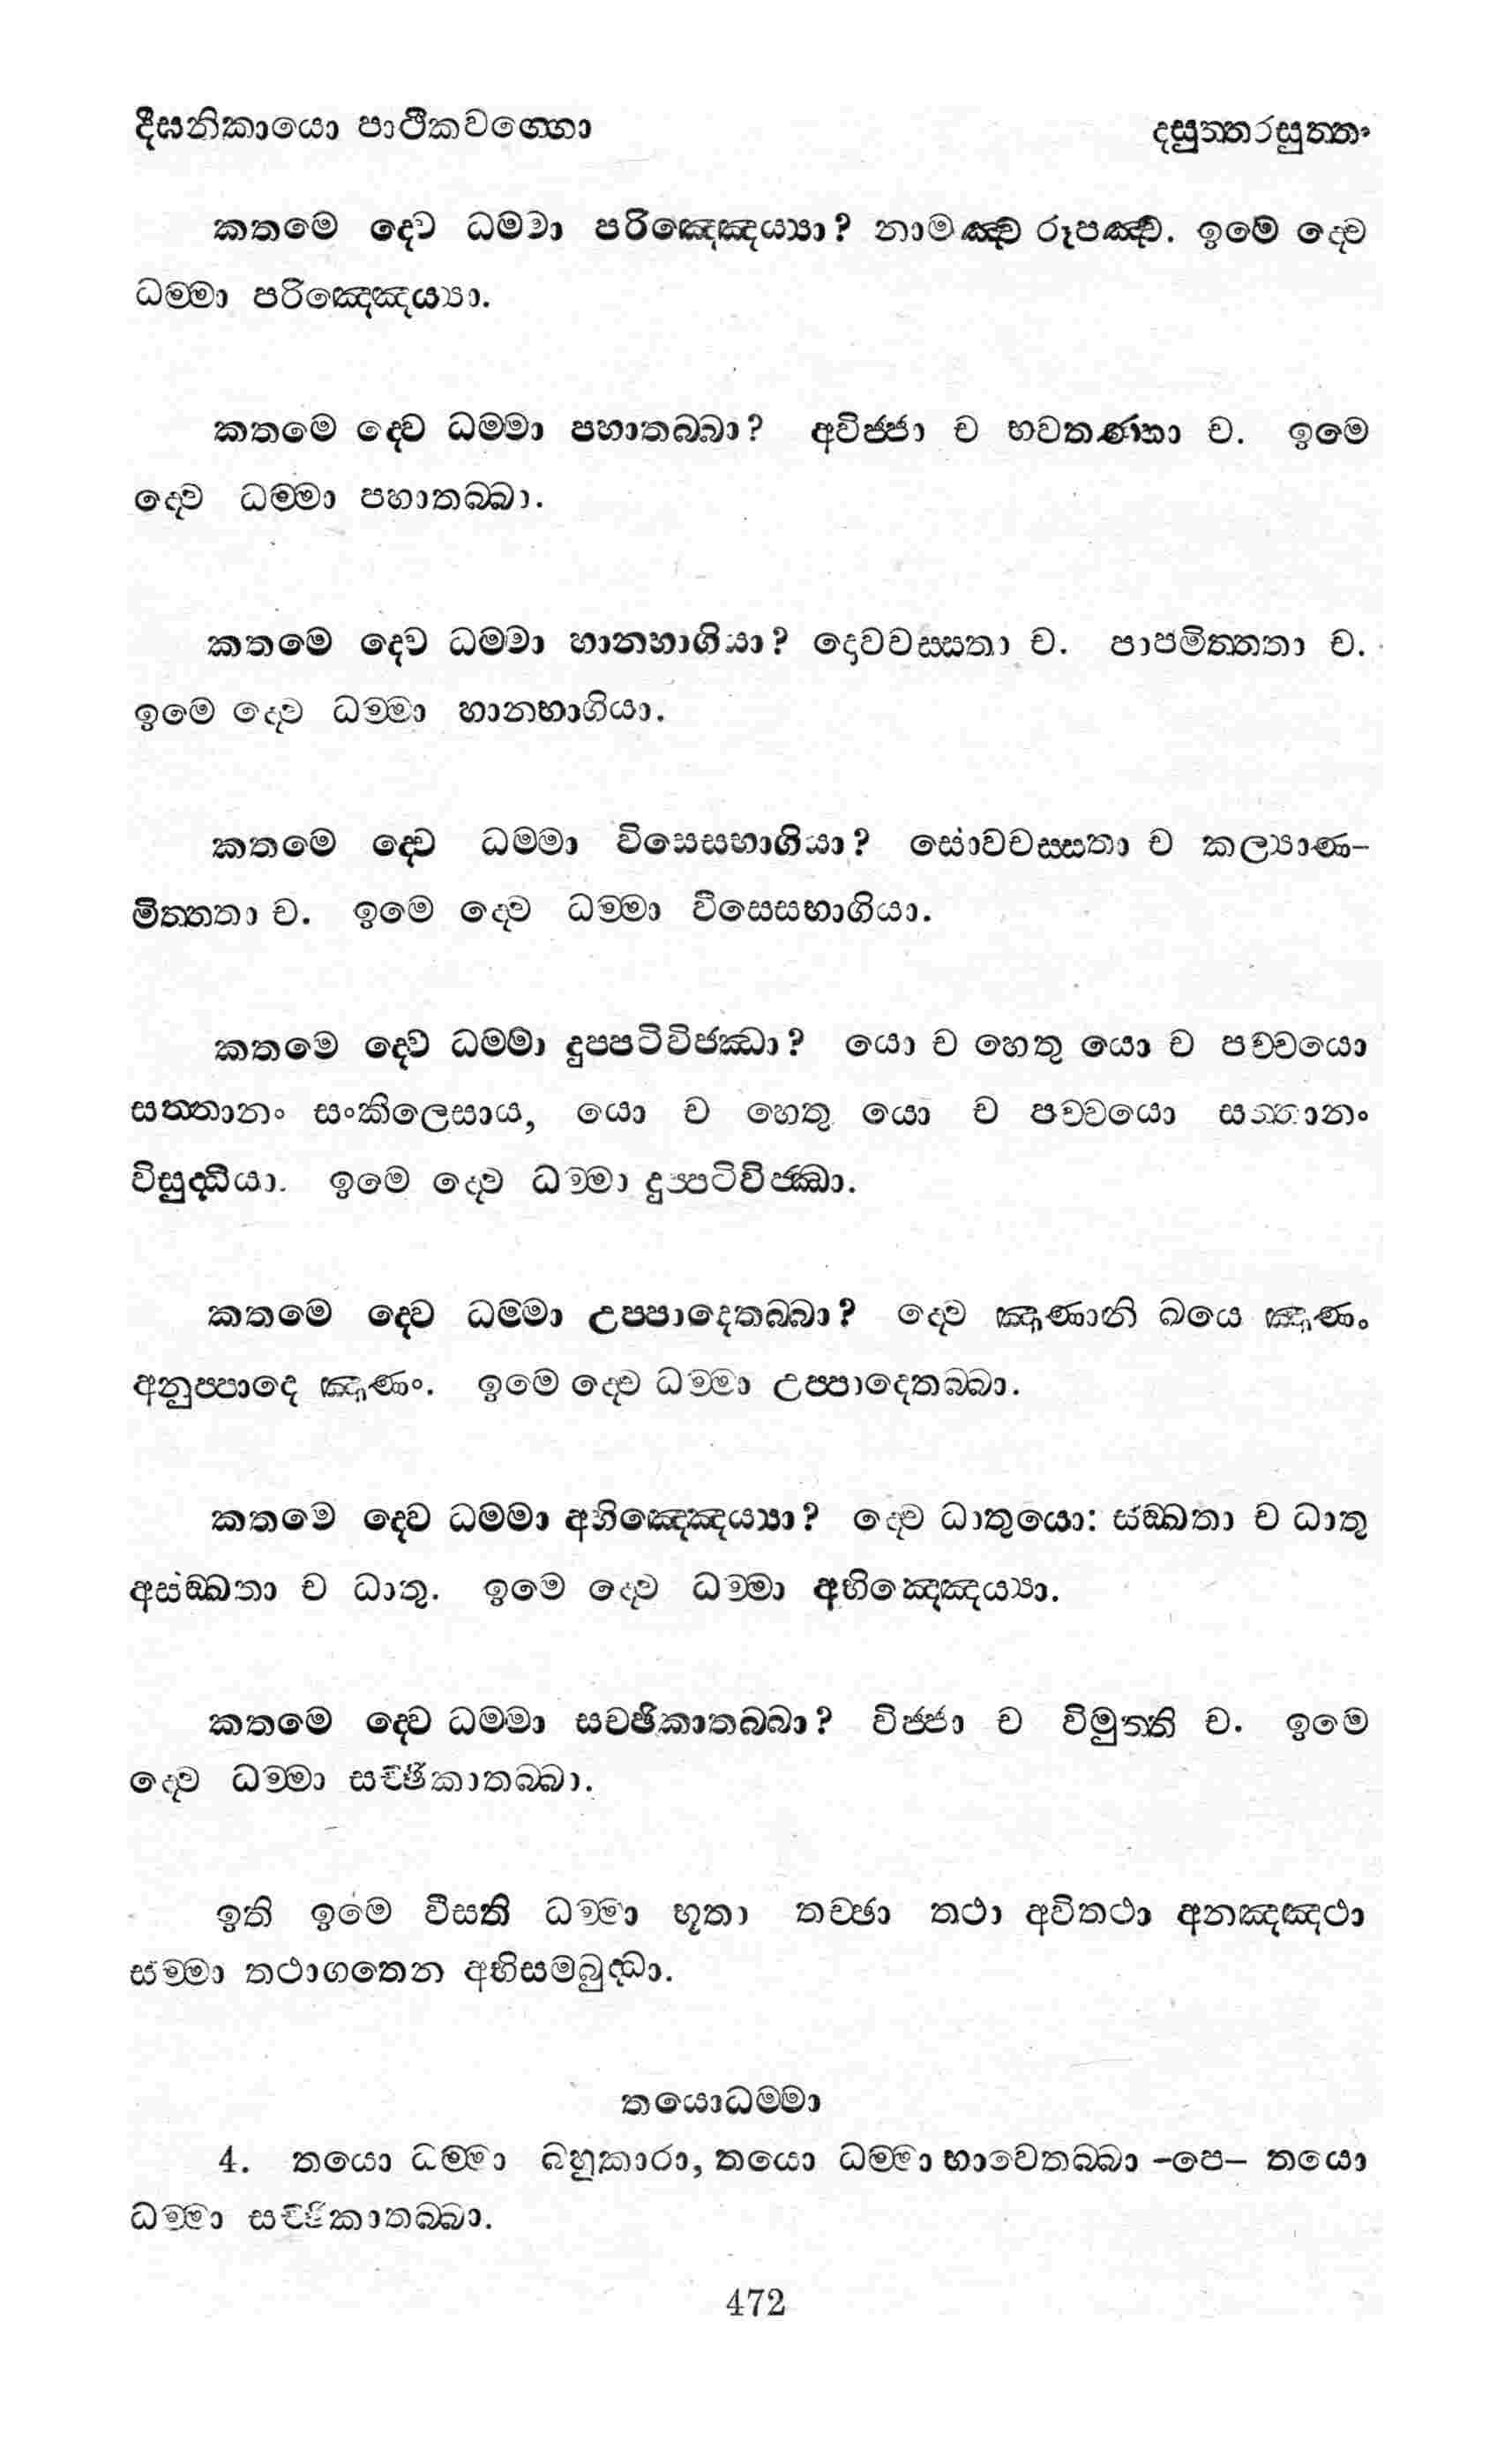 දීඝනිකායො පාථිකවග්ගො
දසුත්තරසුත්තං
කතමෙ ද්වෙ ධම්මා පරිඤ්ඤෙය්‍යා? නාමඤ්ච රූපඤ්ච. ඉමෙ ද්වෙ
ධම්මා පරිඤ්ඤෙය්‍යා.
කතමෙ ද්වෙ ධම්මා පහාතබ්බා? අවිජ්ජා ච භවතණ්හා ච. ඉමෙ
ද්වෙ ධම්මා පහාතබ්බා.
කතමෙ ද්වෙ ධම්මා හානභාගියා? දොවචස්සතා ච. පාපමිත්තතා ච.
ඉමෙ ද්වෙ ධම්මා හානභාගියා.
කතමෙ ද්වෙ ධම්මා විසෙසභාගියා? සොවචස්සතා ච කල්‍යාණ-
මිත්තතා ච. ඉමෙ ද්වෙ ධම්මා විසෙසභාගියා.
කතමෙ ද්වෙ ධම්මා දුප්පටිවිජ්ඣා? යො ච හෙතු යො ච පච්චයො
සත්තානං සංකිලෙසාය, යො ච හෙතු යො ච පච්චයො සත්තානං
විසුද්ධියා. ඉමෙ ද්වෙ ධම්මා දුප්පටිවිජ්ඣා.
කතමෙ ද්වෙ ධම්මා උප්පාදෙතබ්බා? ද්වෙ ඤාණානි ඛයෙ ඤාණං
අනුප්පාදෙ ඤාණං. ඉමෙ ද්වෙ ධම්මා උප්පාදෙතබ්බා.
කතමෙ ද්වෙ ධම්මා අභිඤ්ඤෙය්‍යා? ද්වෙ ධාතුයො: සඞ්ඛතා ච ධාතු
අසඞ්ඛතා ච ධාතු. ඉමෙ ද්වෙ ධම්මා අභිඤ්ඤෙය්‍යා.
කතමෙ ද්වෙ ධම්මා සච්ඡිකාතබ්බා? විජ්ජා ච විමුත්ති ච. ඉමෙ
ද්වෙ ධම්මා සච්ඡිකාතබ්බා.
ඉති ඉමෙ වීසති ධම්මා භූතා තච්ඡා තථා අවිතථා අනඤ්ඤථා
සම්මා තථාගතෙන අභිසම්බුද්ධා.
තයොධම්මා
4. තයො ධම්මා බහුකාරා, තයො ධම්මා භාවෙතබ්බා -පෙ- තයො
ධම්මා සච්ඡිකාතබ්බා.
472